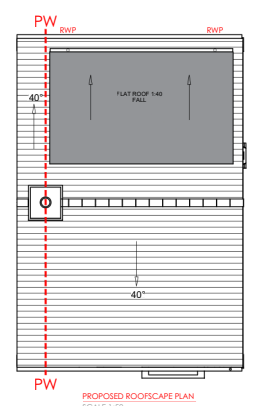 PW
RWP RWP
FLAT ROOF 1:40
FALL
40°
40°
PW
PROPOSED ROOFSCAPE PLAN